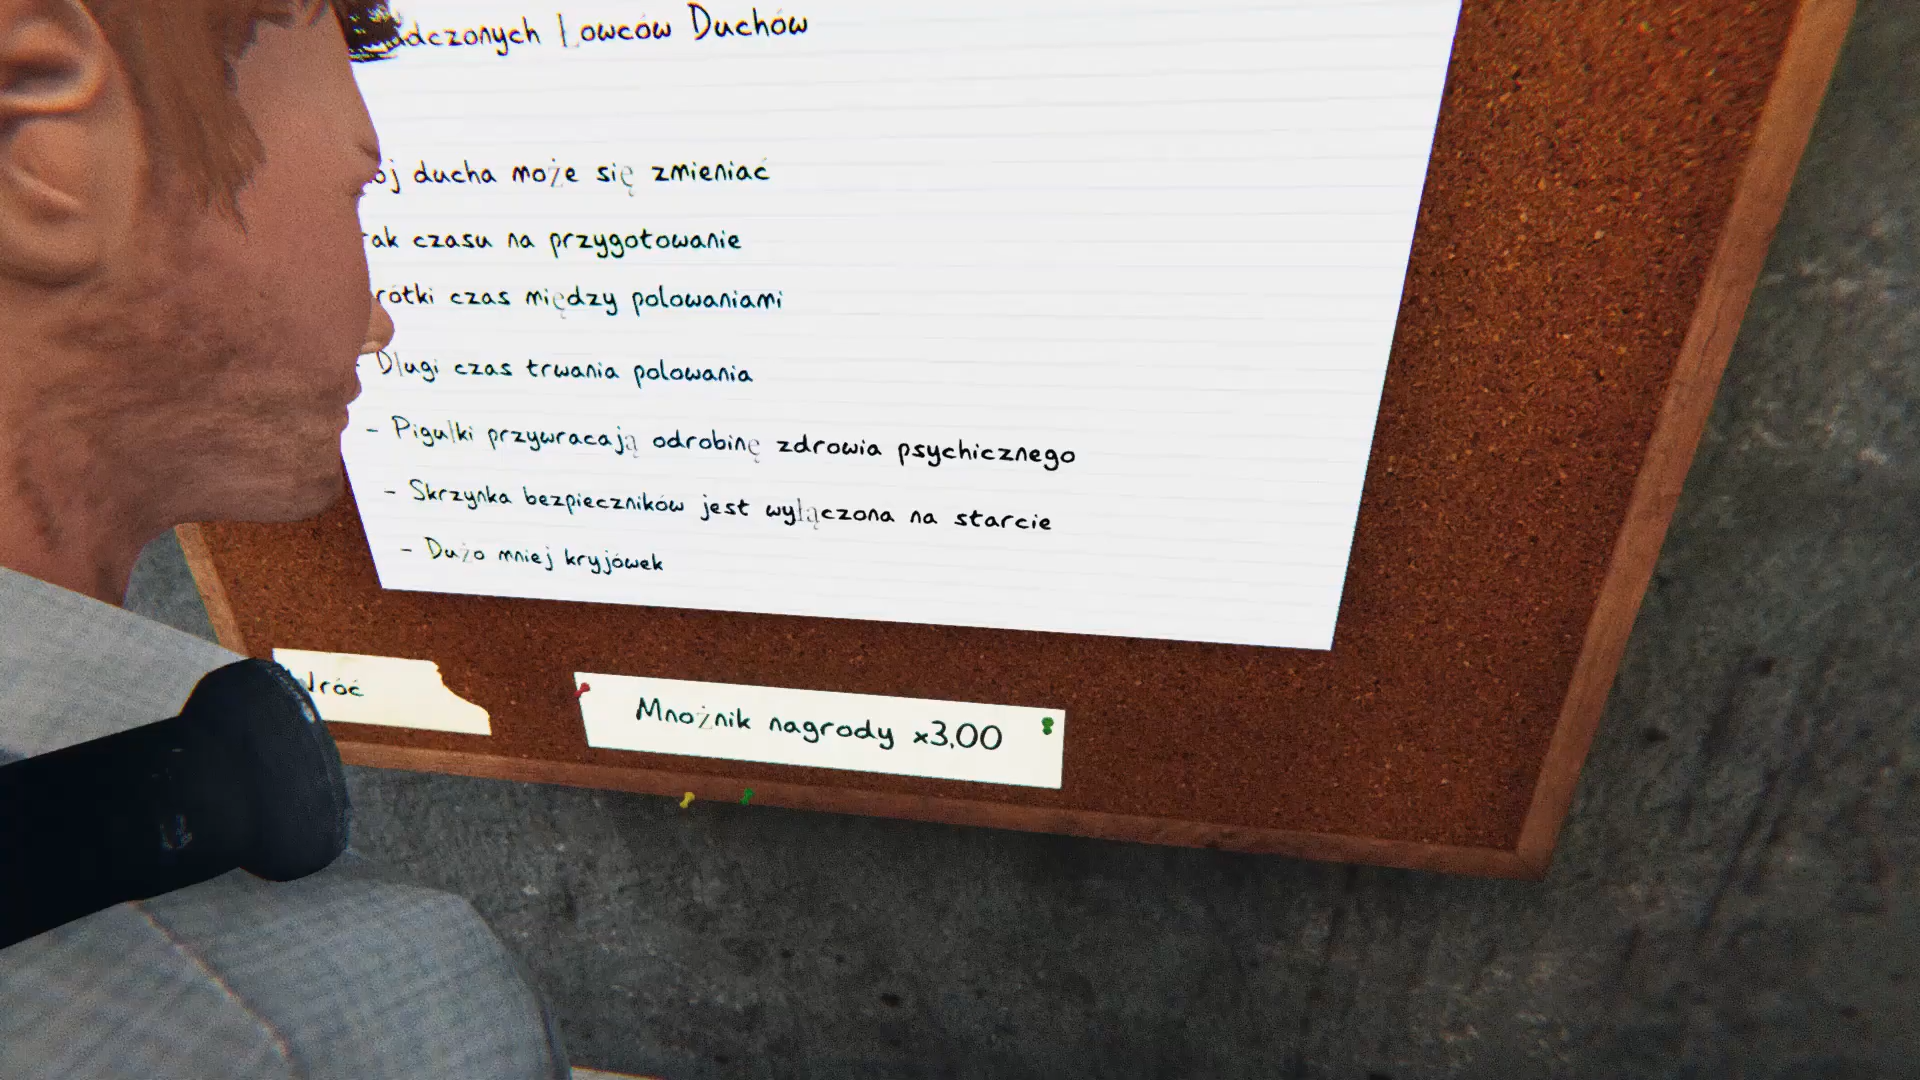 dczonych Łowców Duchów
ój ducha może się zmieniać
ak czasu na przygotowanie
rótki czas między polowaniami
- Długi czas trwania polowania
- Pigułki przywracają odrobinę zdrowia psychicznego
- Skrzynka bezpieczników jest wyłączona na starcie
- Dużo mniej kryjówek
róć
Mnożnik nagrody x3,00